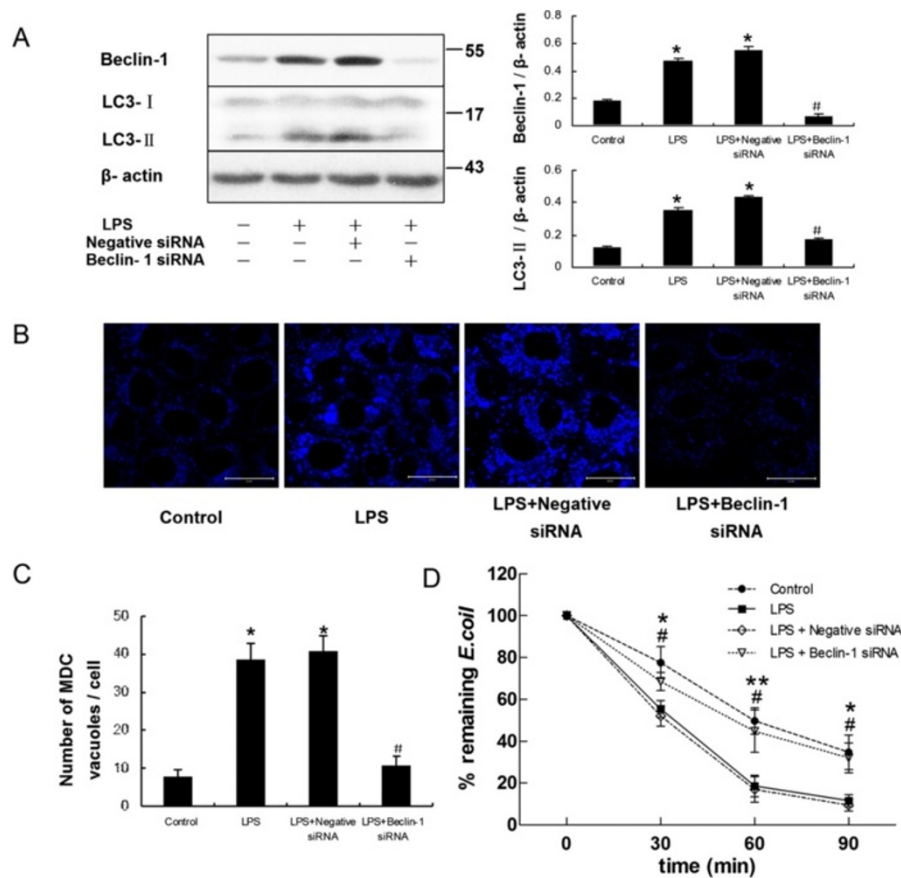 A
Beclin-1
LC3- Ⅰ
LC3-Ⅱ
β- actin
55
17
43
LPS − + + +
Negative siRNA − − + −
Beclin- 1 siRNA − − − +
Beclin-1 / β- actin
0.8
0.6
0.4
0.2
0
* * #
Control LPS LPS+Negative siRNA LPS+Beclin-1 siRNA
LC3-Ⅱ / β- actin
0.6
0.4
0.2
0
* * #
Control LPS LPS+Negative siRNA LPS+Beclin-1 siRNA
B
Control
LPS
LPS+Negative
siRNA
LPS+Beclin-1
siRNA
C
Number of MDC
vacuoles / cell
50
40
30
20
10
0
* * #
Control LPS LPS+Negative siRNA LPS+Beclin-1 siRNA
D
% remaining E.coil
120
100
80
60
40
20
0
Control
LPS
LPS + Negative siRNA
LPS + Beclin-1 siRNA
*
#
**
#
*
#
0 30 60 90
time (min)